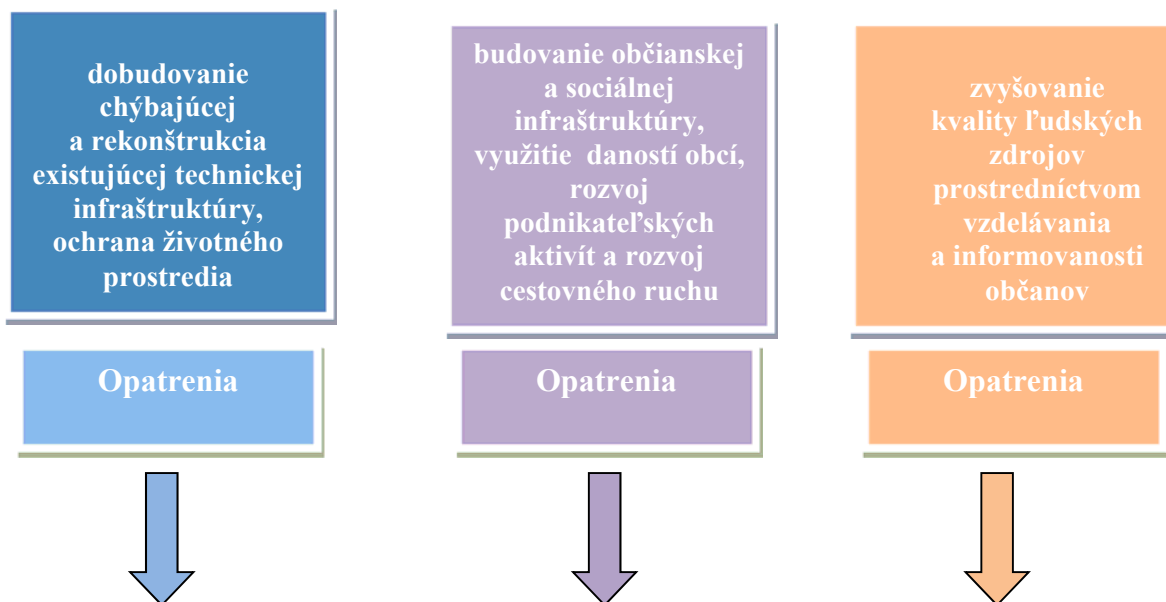 dobudovanie
chýbajúcej
a rekonštrukcia
existujúcej technickej
infraštruktúry,
ochrana životného
prostredia
budovanie občianskej
a sociálnej
infraštruktúry,
využitie daností obcí,
rozvoj
podnikateľských
aktivít a rozvoj
cestovného ruchu
zvyšovanie
kvality ľudských
zdrojov
prostredníctvom
vzdelávania
a informovanosti
občanov
Opatrenia
Opatrenia
Opatrenia